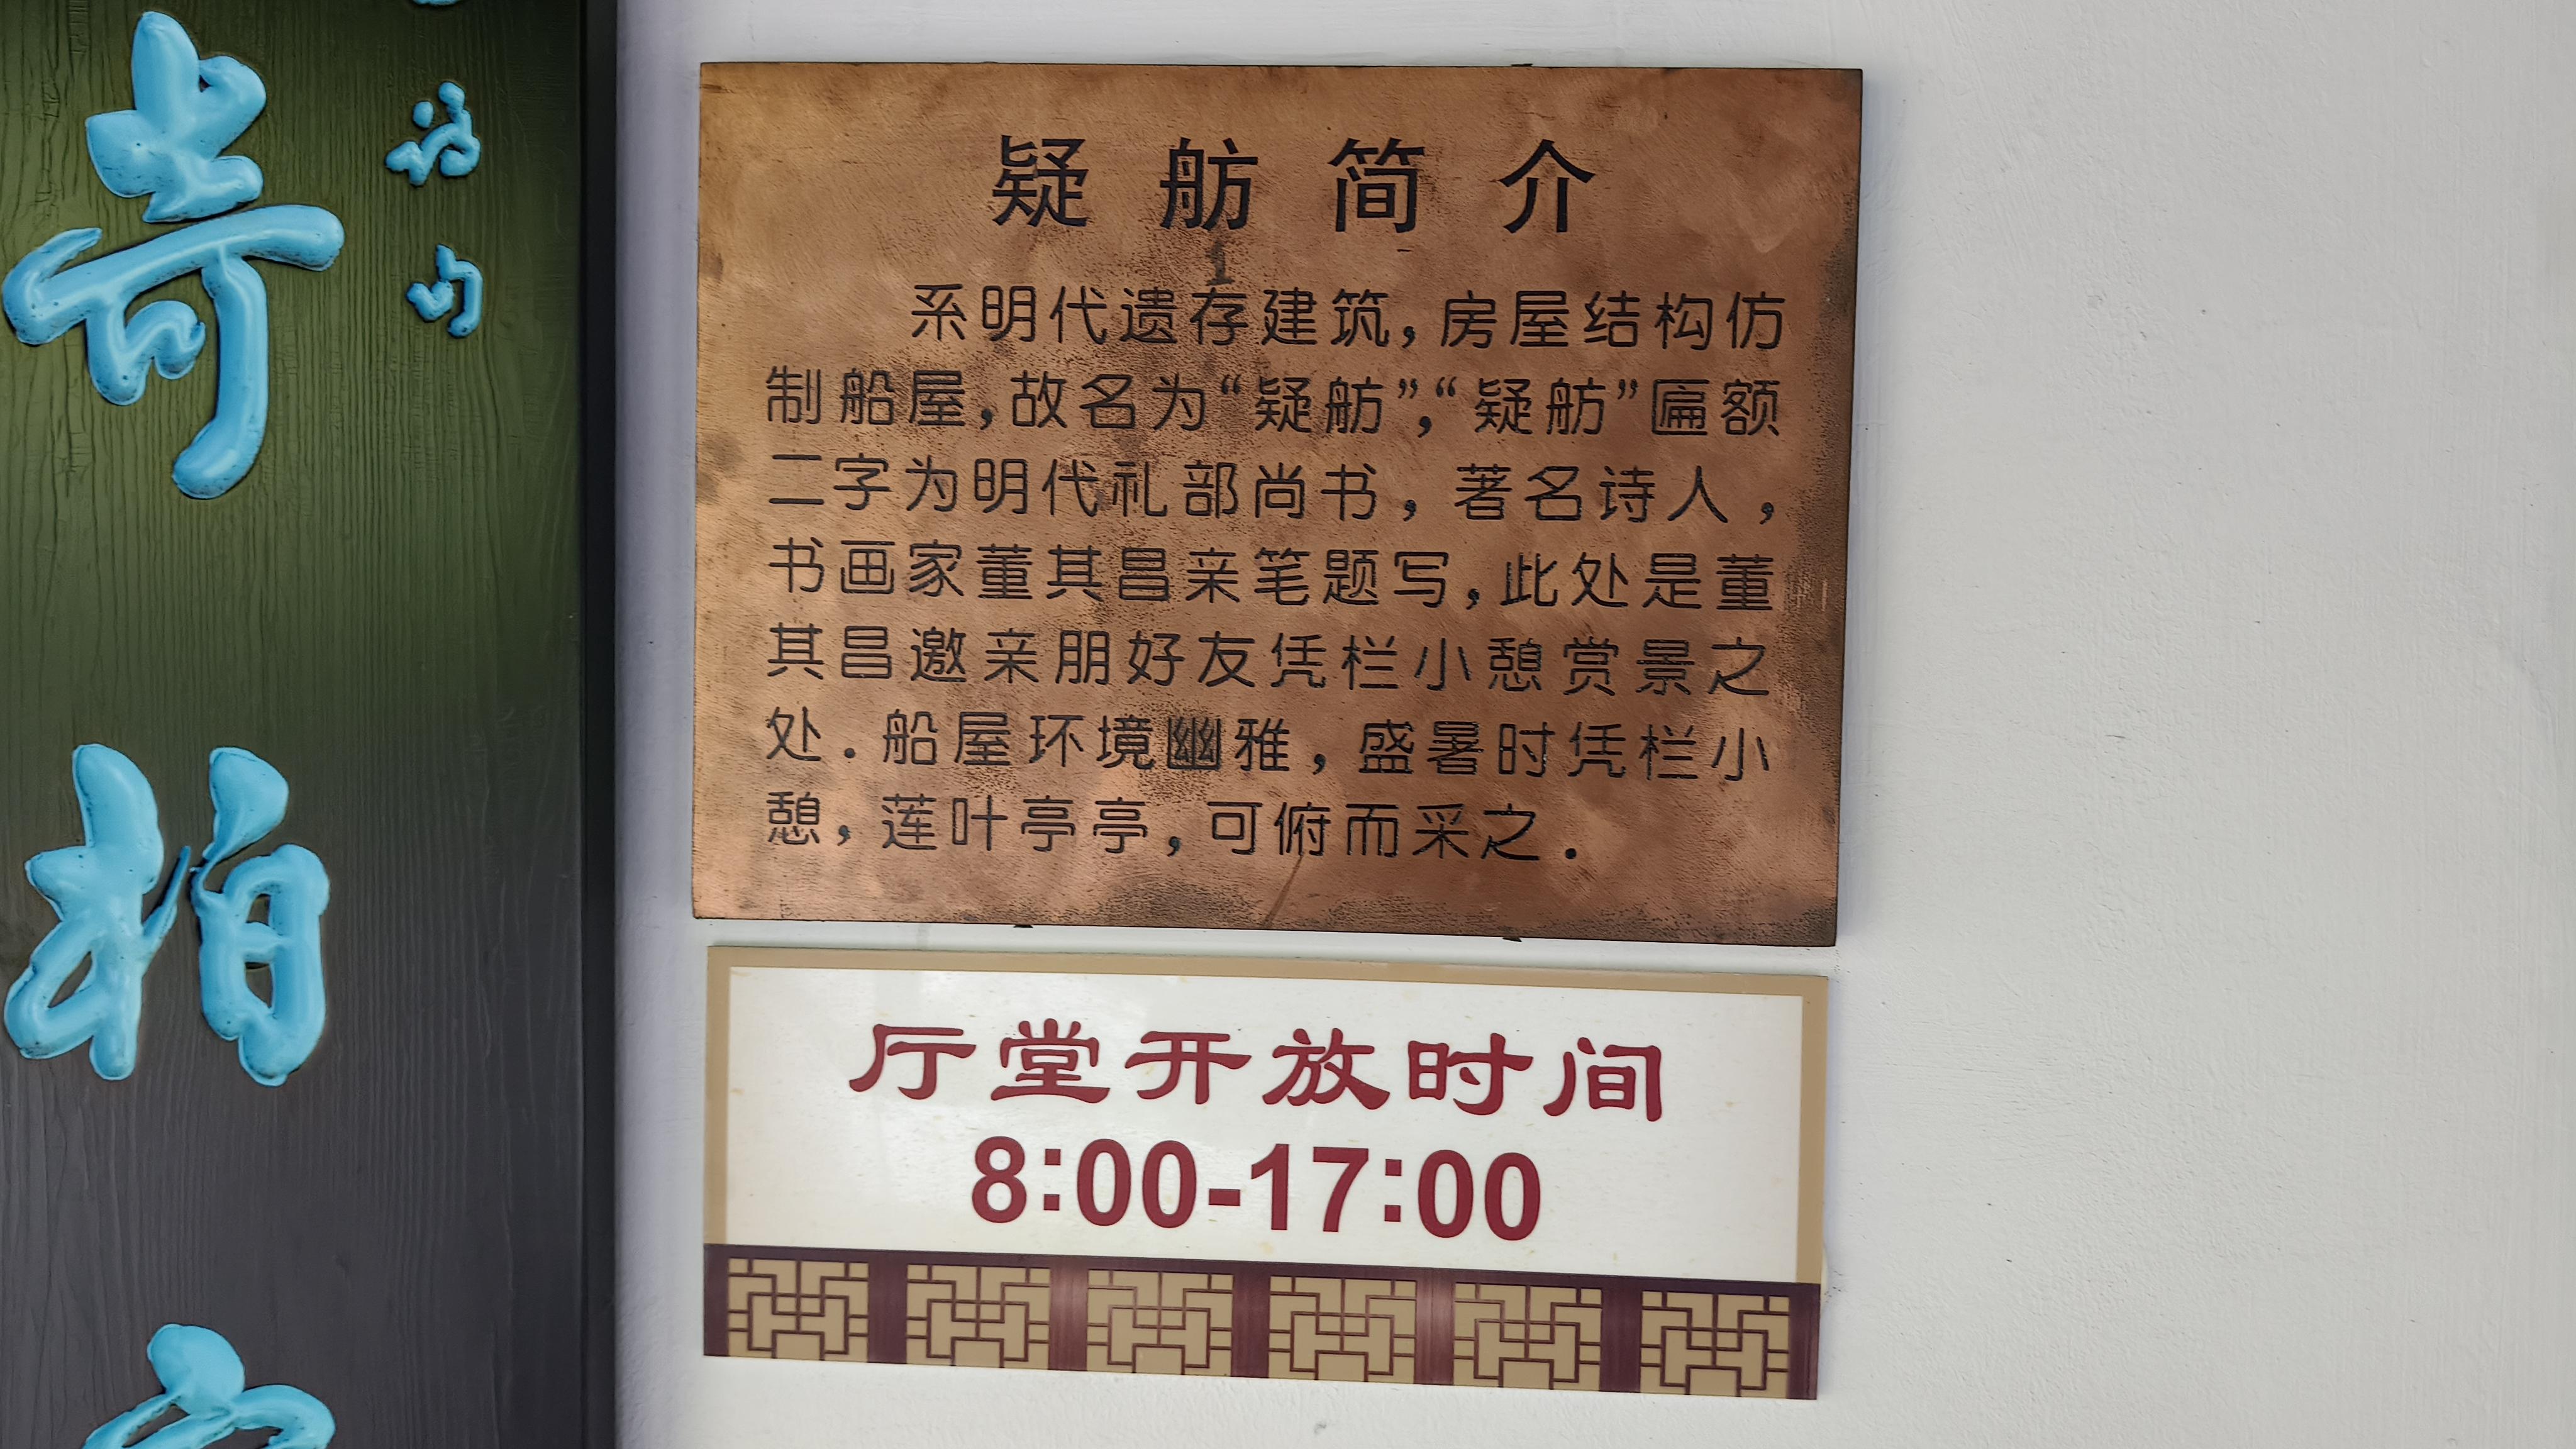 奇
柏
疑舫简介
系明代遗存建筑，房屋结构仿
制船屋，故名为“疑舫”，“疑舫”匾额
二字为明代礼部尚书，著名诗人，
书画家董其昌亲笔题写，此处是董
其昌邀亲朋好友凭栏小憩赏景之
处．船屋环境幽雅，盛暑时凭栏小
憩，莲叶亭亭，可俯而采之．
厅堂开放时间
8:00-17:00